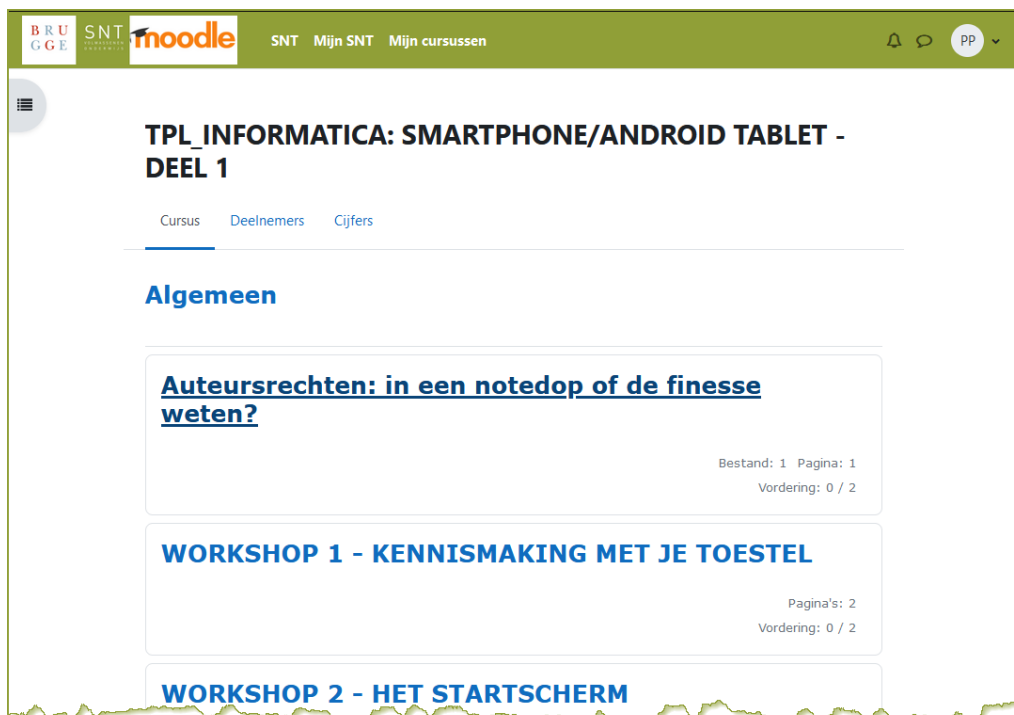 BRU
GGE
SNT
moodle
SNT Mijn SNT Mijn cursussen
PP
TPL_INFORMATICA: SMARTPHONE/ANDROID TABLET -
DEEL 1
Cursus Deelnemers Cijfers
Algemeen
Auteursrechten: in een notedop of de finesse
weten?
Bestand: 1 Pagina: 1
Vordering: 0 / 2
WORKSHOP 1 - KENNISMAKING MET JE TOESTEL
Pagina's: 2
Vordering: 0 / 2
WORKSHOP 2 - HET STARTSCHERM